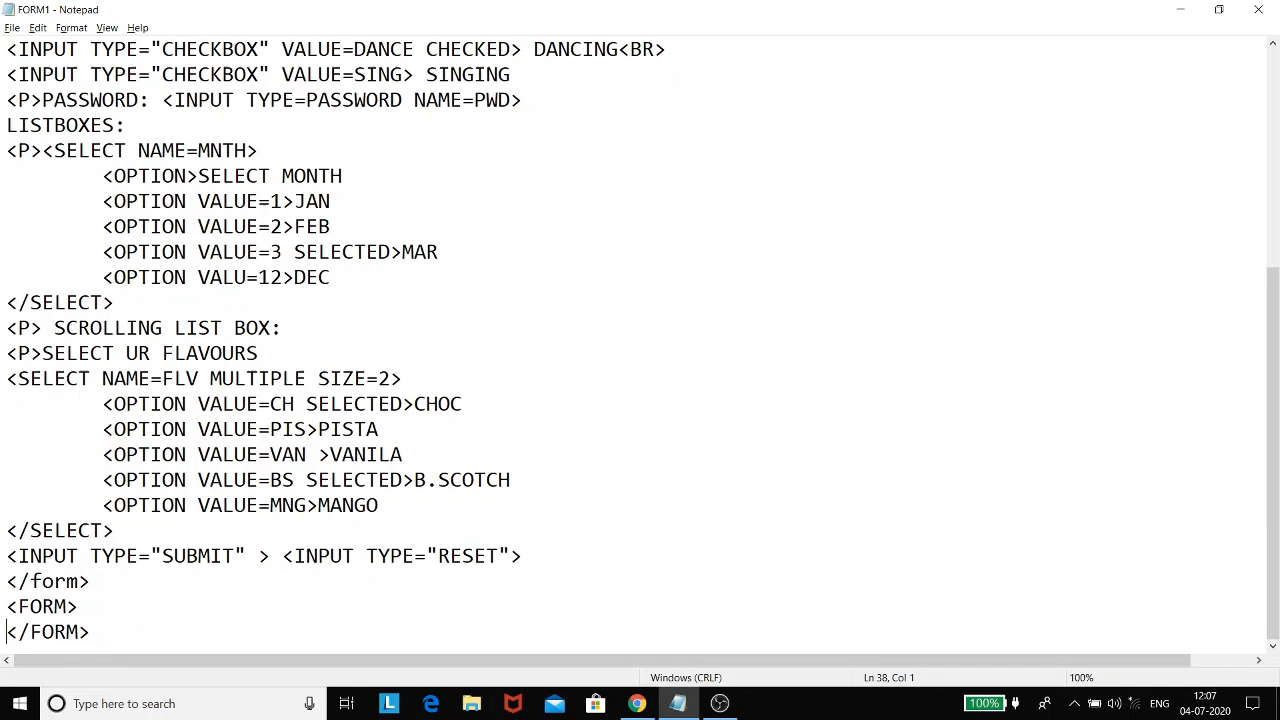 FORM1 - Notepad
File Edit Format View Help
<INPUT TYPE="CHECKBOX" VALUE=DANCE CHECKED> DANCING<BR>
<INPUT TYPE="CHECKBOX" VALUE=SING> SINGING
<P>PASSWORD: <INPUT TYPE=PASSWORD NAME=PWD>
LISTBOXES:
<P><SELECT NAME=MNTH>
<OPTION>SELECT MONTH
<OPTION VALUE=1>JAN
<OPTION VALUE=2>FEB
<OPTION VALUE=3 SELECTED>MAR
<OPTION VALU=12>DEC
</SELECT>
<P> SCROLLING LIST BOX:
<P>SELECT UR FLAVOURS
<SELECT NAME=FLV MULTIPLE SIZE=2>
<OPTION VALUE=CH SELECTED>CHOC
<OPTION VALUE=PIS>PISTA
<OPTION VALUE=VAN >VANILA
<OPTION VALUE=BS SELECTED>B.SCOTCH
<OPTION VALUE=MNG>MANGO
</SELECT>
<INPUT TYPE="SUBMIT" > <INPUT TYPE="RESET">
</form>
<FORM>
</FORM>
Windows (CRLF) Ln 38, Col 1 100%
Type here to search L 100% ENG 12:07
04-07-2020